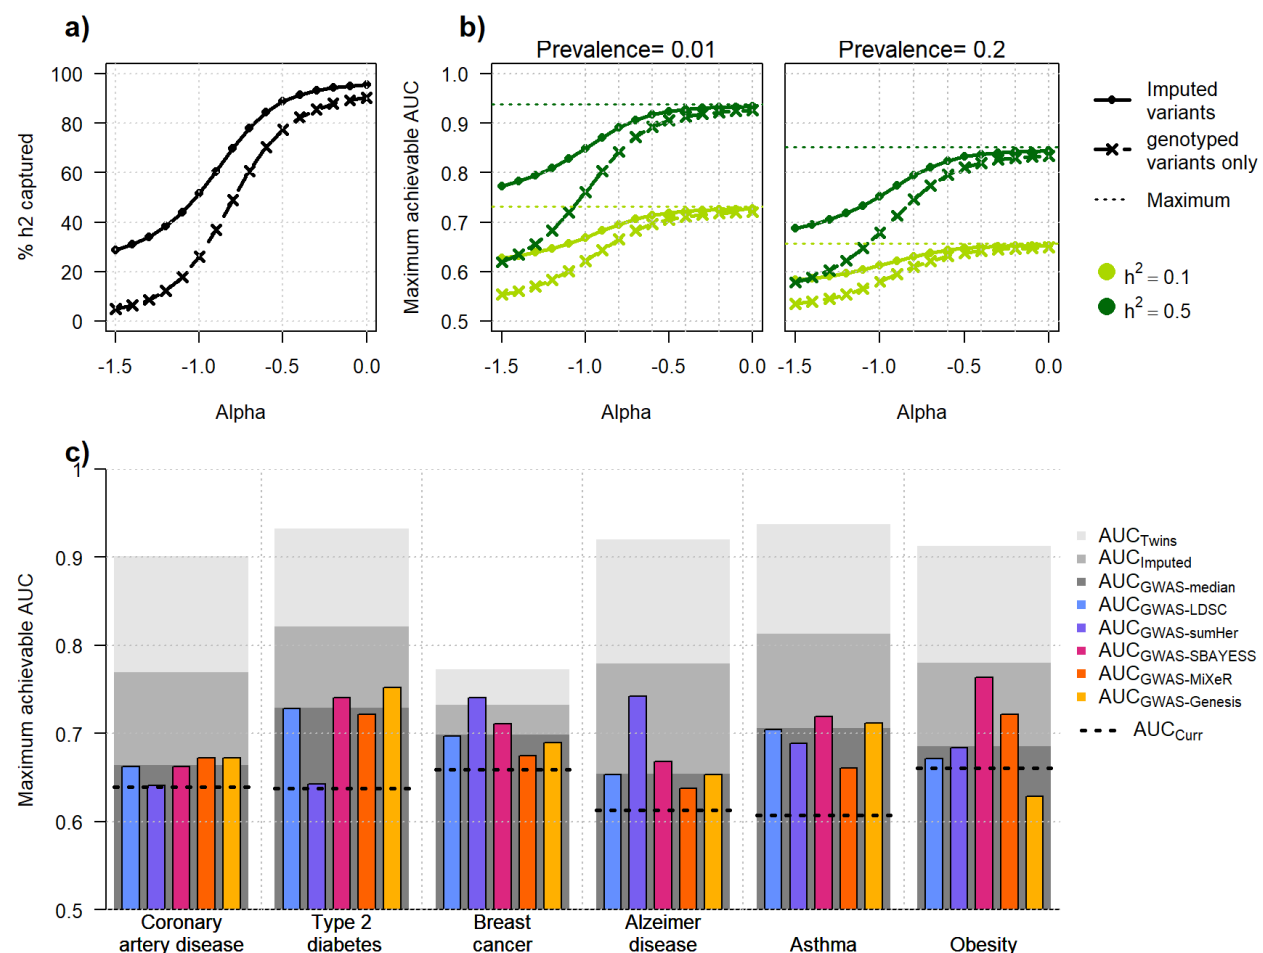 a)
b)
Prevalence= 0.01
Prevalence= 0.2
% h2 captured
100
80
60
40
20
0
-1.5
-1.0
-0.5
0.0
Alpha
Maximum achievable AUC
1.0
0.9
0.8
0.7
0.6
0.5
-1.5
-1.0
-0.5
0.0
Alpha
-1.5
-1.0
-0.5
0.0
Alpha
Imputed
variants
genotyped
variants only
Maximum
h² = 0.1
h² = 0.5
c)
Maximum achievable AUC
1
0.9
0.8
0.7
0.6
0.5
Coronary
artery disease
Type 2
diabetes
Breast
cancer
Alzeimer
disease
Asthma
Obesity
AUCTwins
AUCImputed
AUCGWAS-median
AUCGWAS-LDSC
AUCGWAS-sumHer
AUCGWAS-SBAYESS
AUCGWAS-MiXeR
AUCGWAS-Genesis
AUCCurr